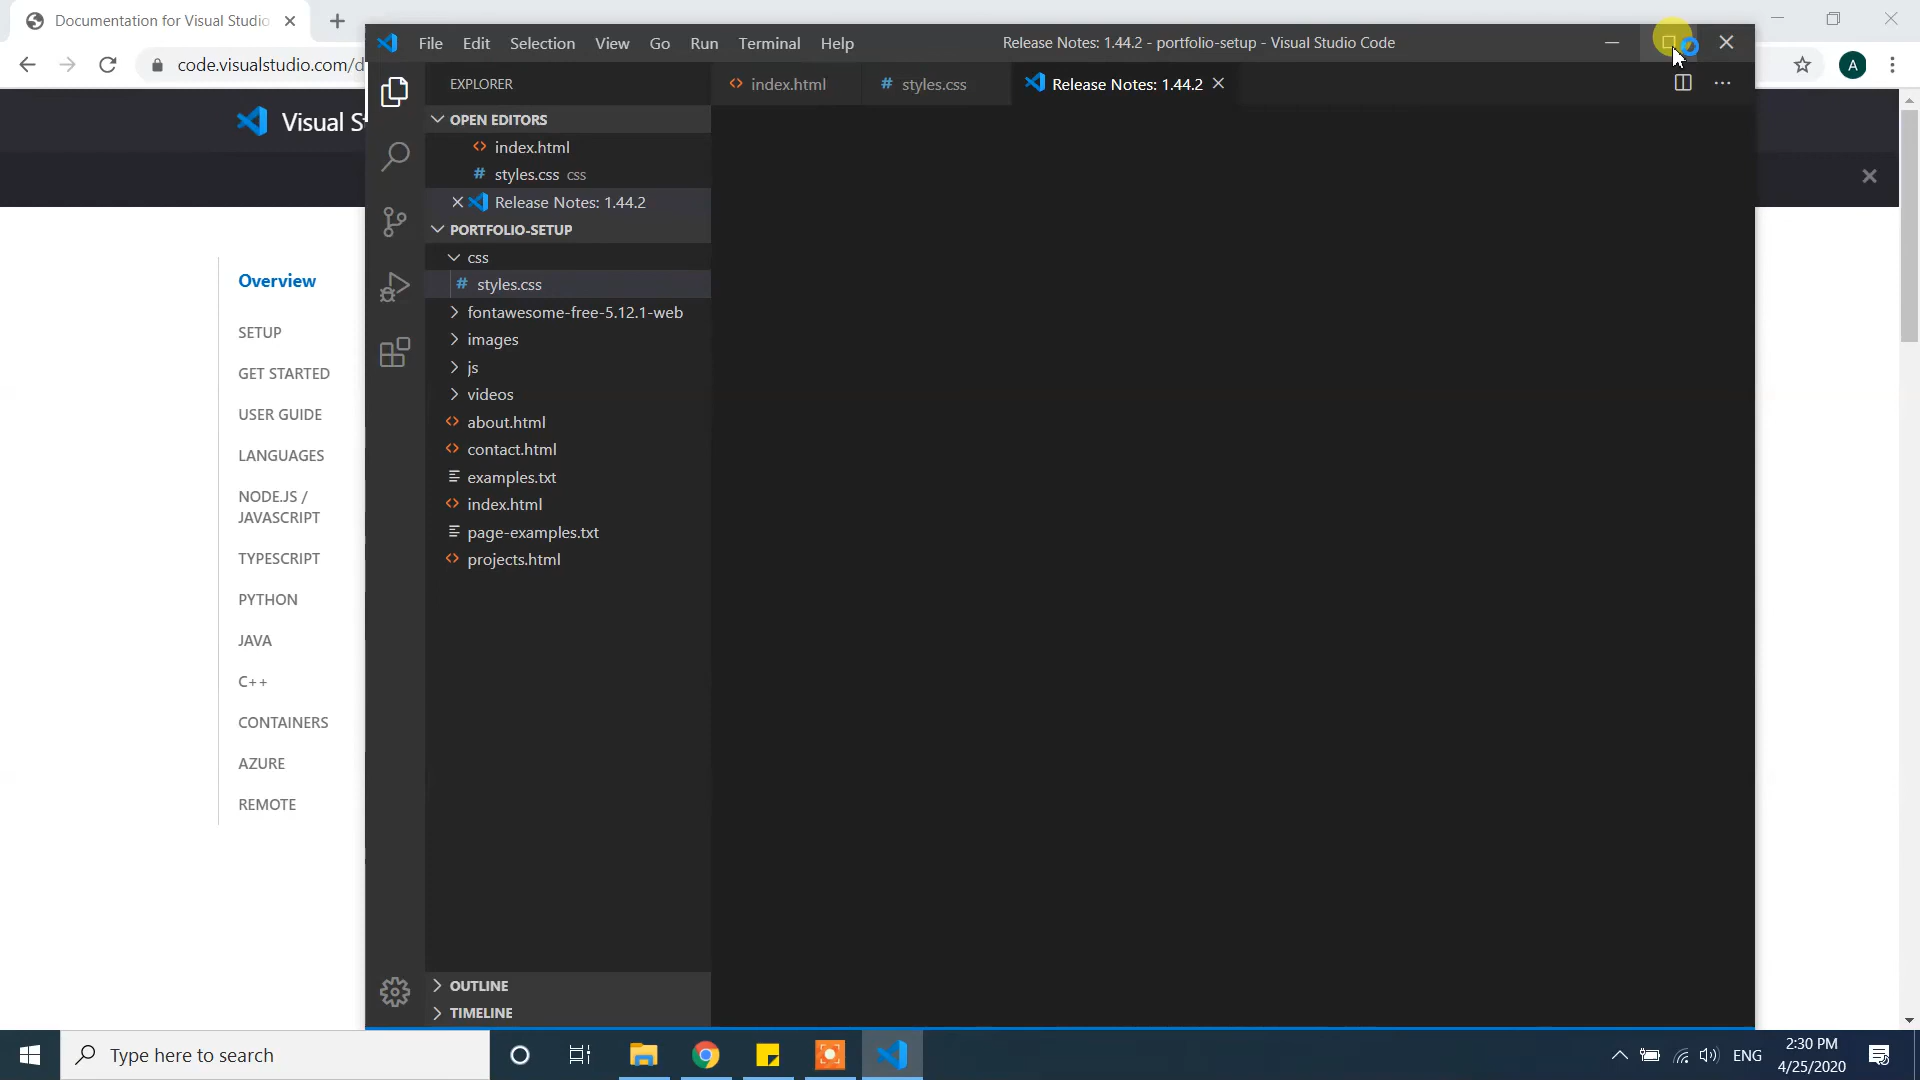 Documentation for Visual Studio
code.visualstudio.com/d
Visual S
Overview
SETUP
GET STARTED
USER GUIDE
LANGUAGES
NODE.JS /
JAVASCRIPT
TYPESCRIPT
PYTHON
JAVA
C++
CONTAINERS
AZURE
REMOTE
File Edit Selection View Go Run Terminal Help
Release Notes: 1.44.2 - portfolio-setup - Visual Studio Code
A
EXPLORER
index.html
# styles.css
Release Notes: 1.44.2
OPEN EDITORS
index.html
# styles.css css
Release Notes: 1.44.2
PORTFOLIO-SETUP
css
# styles.css
fontawesome-free-5.12.1-web
images
js
videos
about.html
contact.html
examples.txt
index.html
page-examples.txt
projects.html
OUTLINE
TIMELINE
Type here to search
ENG
2:30 PM
4/25/2020